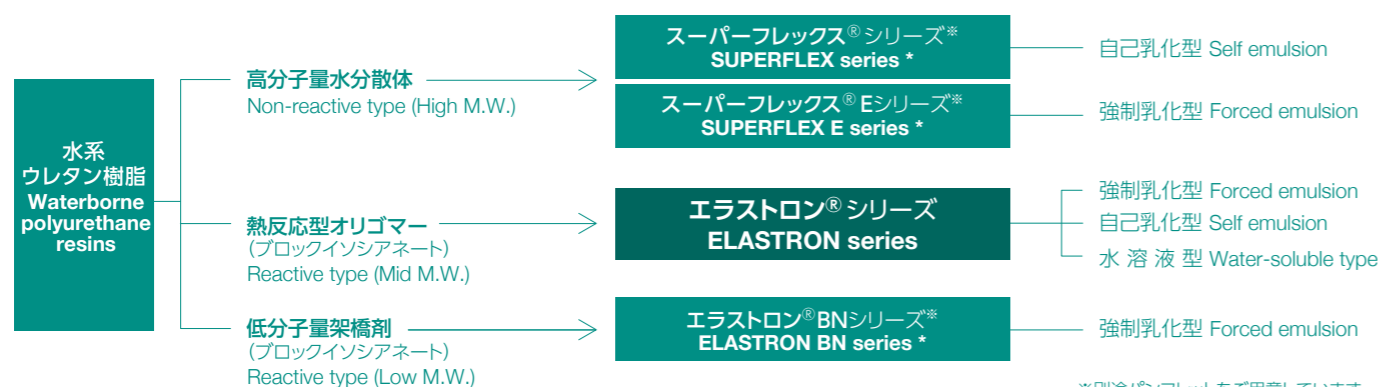 水系
ウレタン樹脂
Waterborne
polyurethane
resins
高分子量水分散体
Non-reactive type (High M.W.)
スーパーフレックス®シリーズ※
SUPERFLEX series *
自己乳化型 Self emulsion
スーパーフレックス® Eシリーズ※
SUPERFLEX E series *
強制乳化型 Forced emulsion
熱反応型オリゴマー
(ブロックイソシアネート)
Reactive type (Mid M.W.)
エラストロン®シリーズ
ELASTRON series
強制乳化型 Forced emulsion
自己乳化型 Self emulsion
水 溶 液 型 Water-soluble type
低分子量架橋剤
(ブロックイソシアネート)
Reactive type (Low M.W.)
エラストロン®BNシリーズ※
ELASTRON BN series *
強制乳化型 Forced emulsion